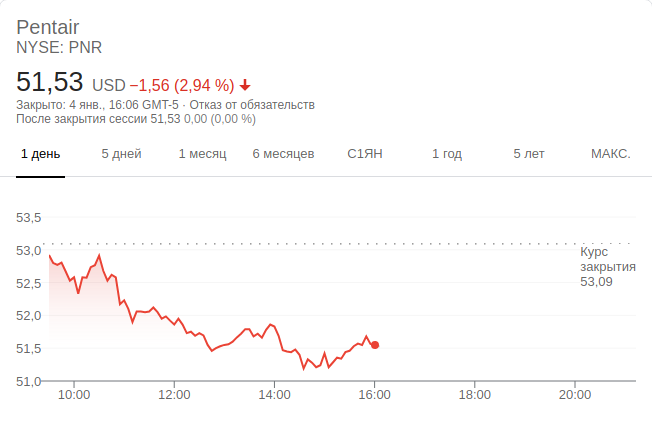 Pentair
NYSE: PNR
51,53 USD −1,56 (2,94 %)
Закрыто: 4 янв., 16:06 GMT-5 · Отказ от обязательств
После закрытия сессии 51,53 0,00 (0,00 %)
1 день 5 дней 1 месяц 6 месяцев С1ЯН 1 год 5 лет МАКС.
53,5
53,0
Курс
закрытия
53,09
52,5
52,0
51,5
51,0
10:00 12:00 14:00 16:00 18:00 20:00